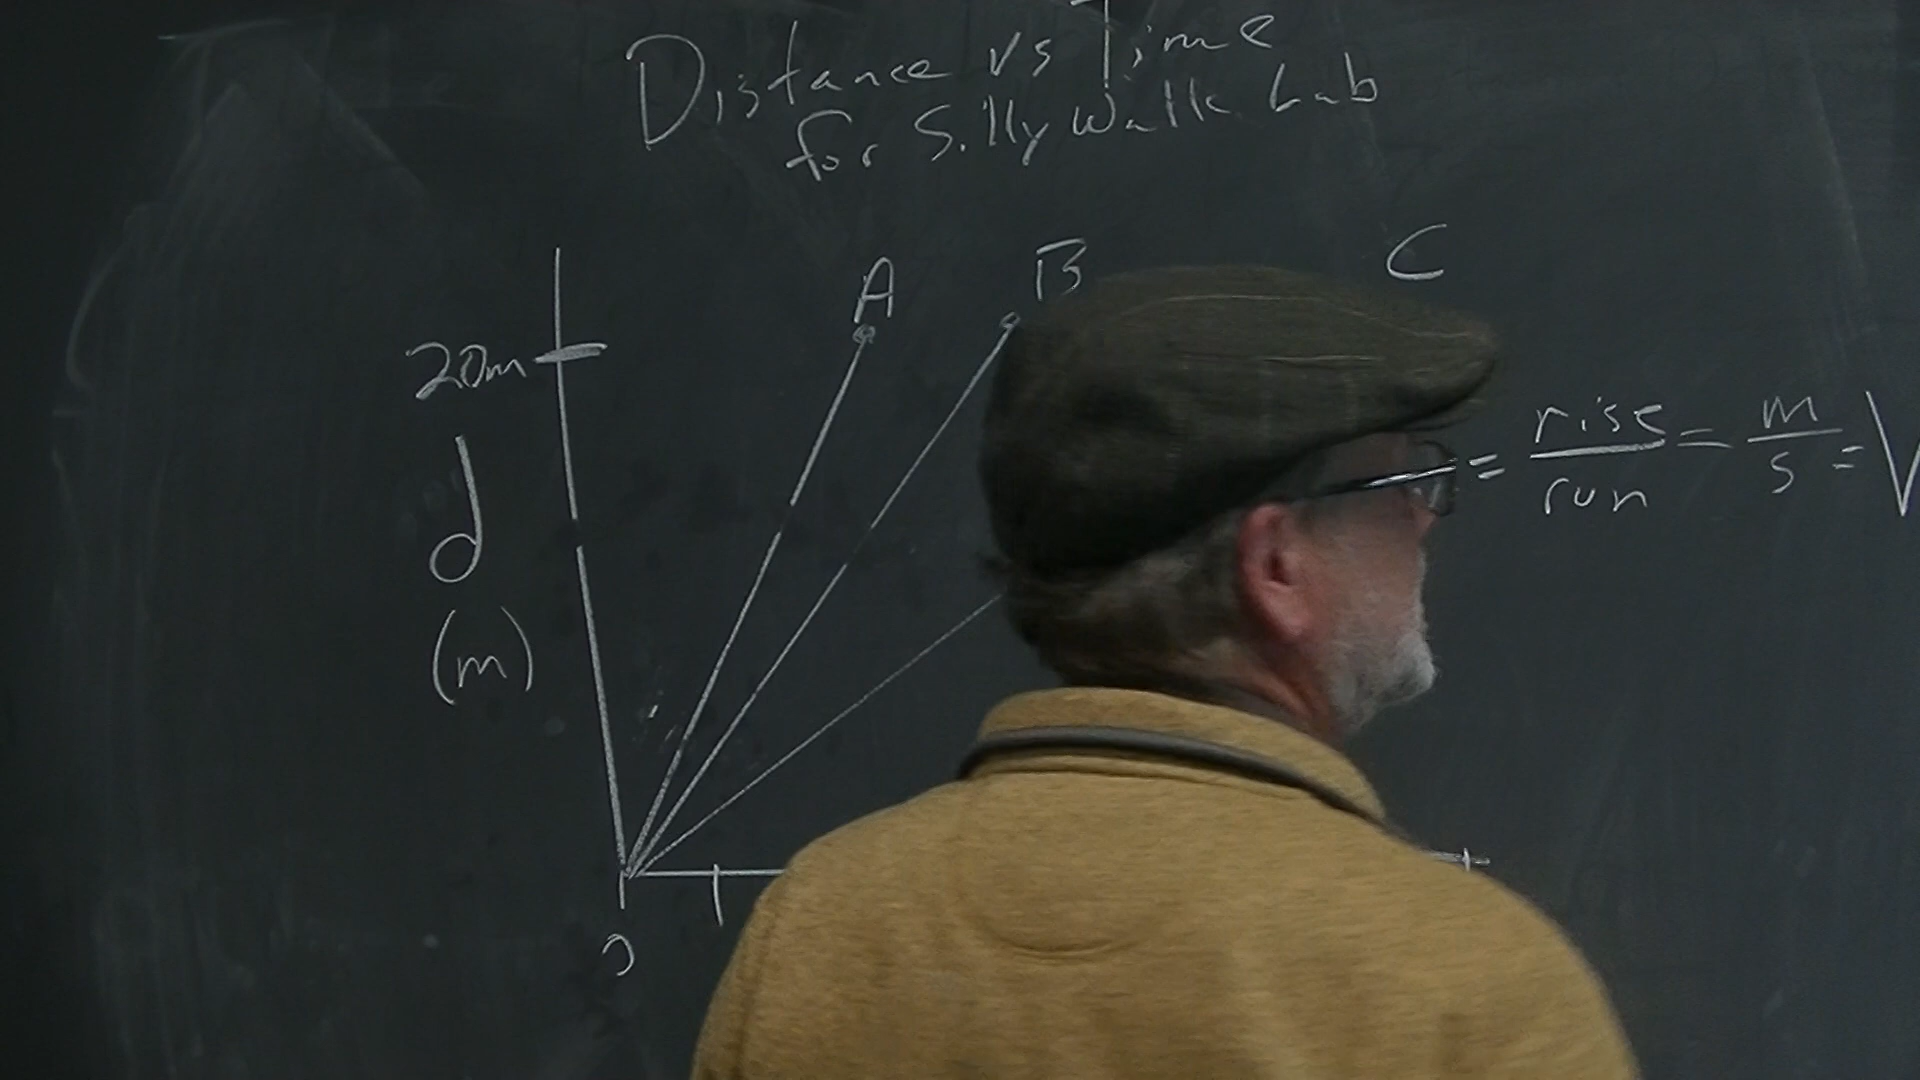 Distance vs Time
for Silly Walk Lab
A
B
C
20m
d
(m)
= rise/run = m/s = V
0